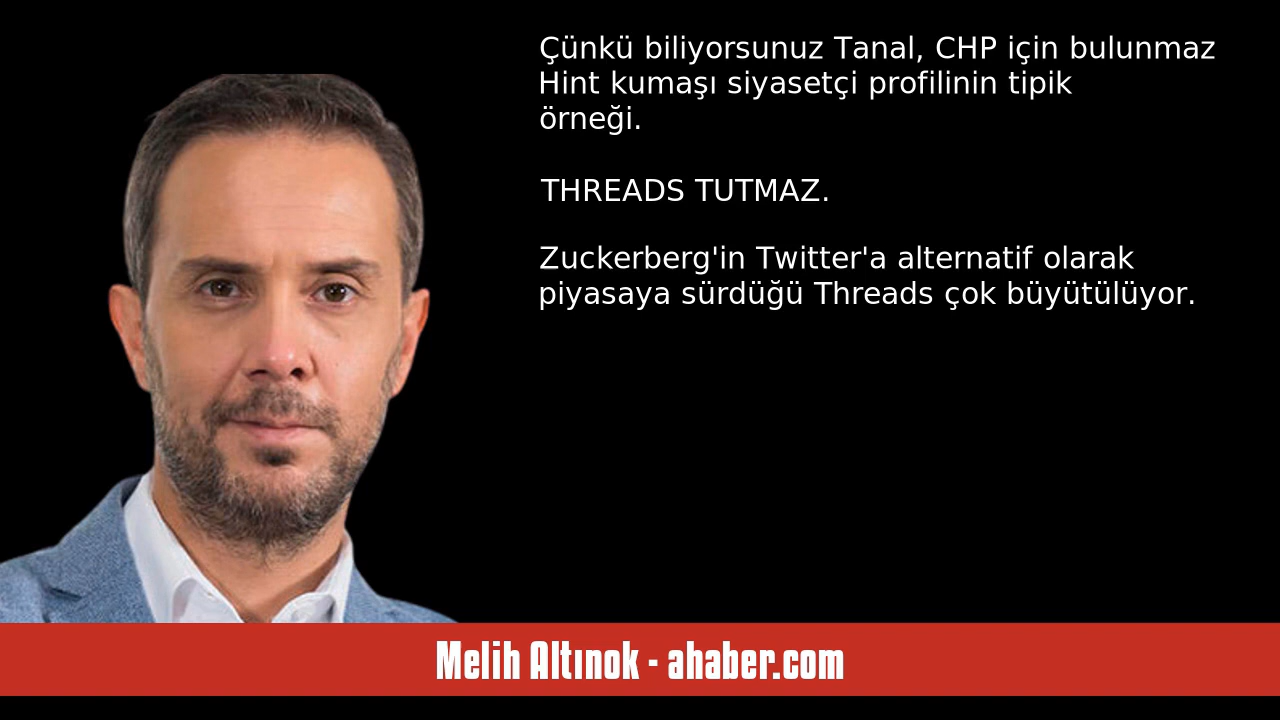 Çünkü biliyorsunuz Tanal, CHP için bulunmaz
Hint kumaşı siyasetçi profilinin tipik
örneği.
THREADS TUTMAZ.
Zuckerberg'in Twitter'a alternatif olarak
piyasaya sürdüğü Threads çok büyütülüyor.
Melih Altınok - ahaber.com